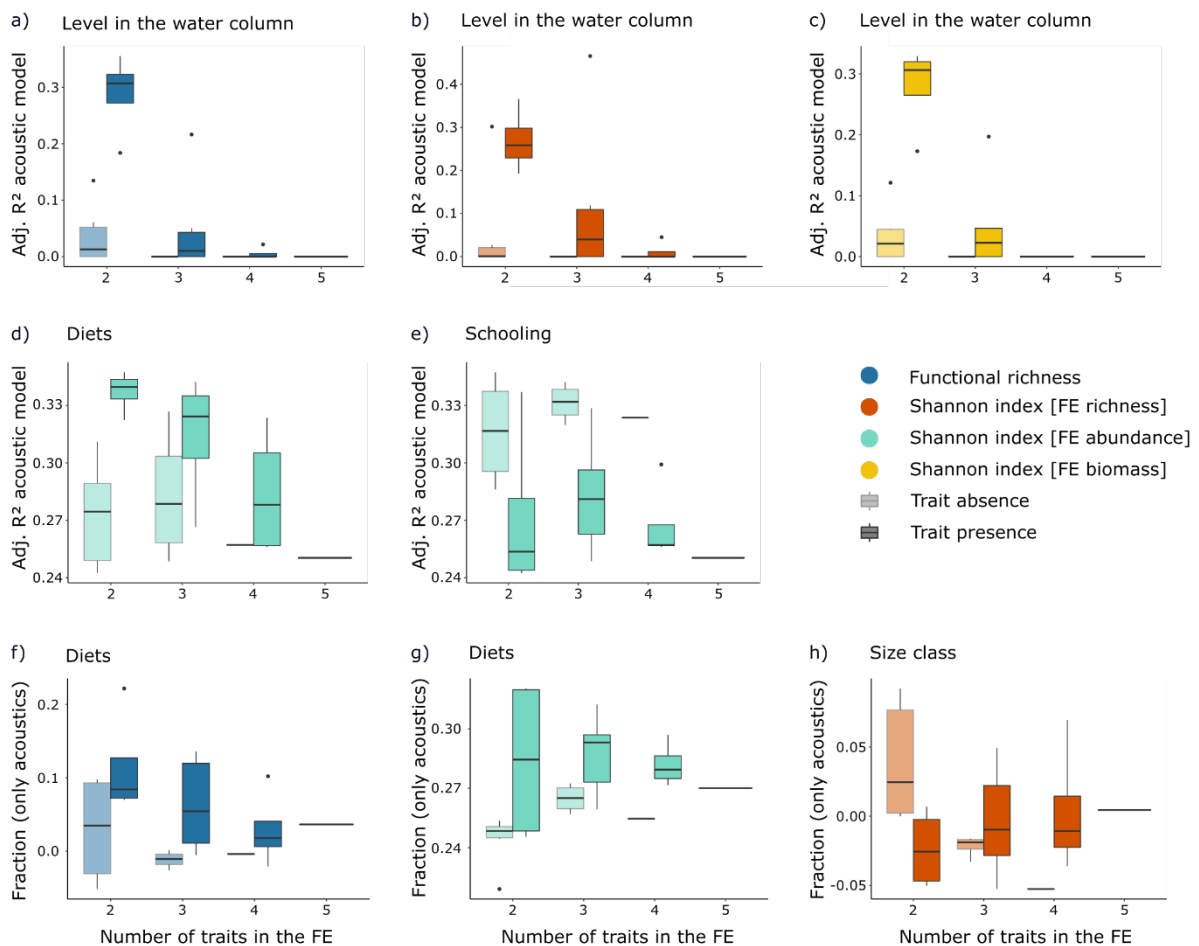 a) Level in the water column
Adj. R² acoustic model
0.3
0.2
0.1
0.0
2 3 4 5
b) Level in the water column
Adj. R² acoustic model
0.4
0.3
0.2
0.1
0.0
2 3 4 5
c) Level in the water column
Adj. R² acoustic model
0.3
0.2
0.1
0.0
2 3 4 5
d) Diets
Adj. R² acoustic model
0.33
0.30
0.27
0.24
2 3 4 5
e) Schooling
Adj. R² acoustic model
0.33
0.30
0.27
0.24
2 3 4 5
Functional richness
Shannon index [FE richness]
Shannon index [FE abundance]
Shannon index [FE biomass]
Trait absence
Trait presence
f) Diets
Fraction (only acoustics)
0.2
0.1
0.0
2 3 4 5
Number of traits in the FE
g) Diets
Fraction (only acoustics)
0.30
0.27
0.24
2 3 4 5
Number of traits in the FE
h) Size class
Fraction (only acoustics)
0.05
0.00
-0.05
2 3 4 5
Number of traits in the FE